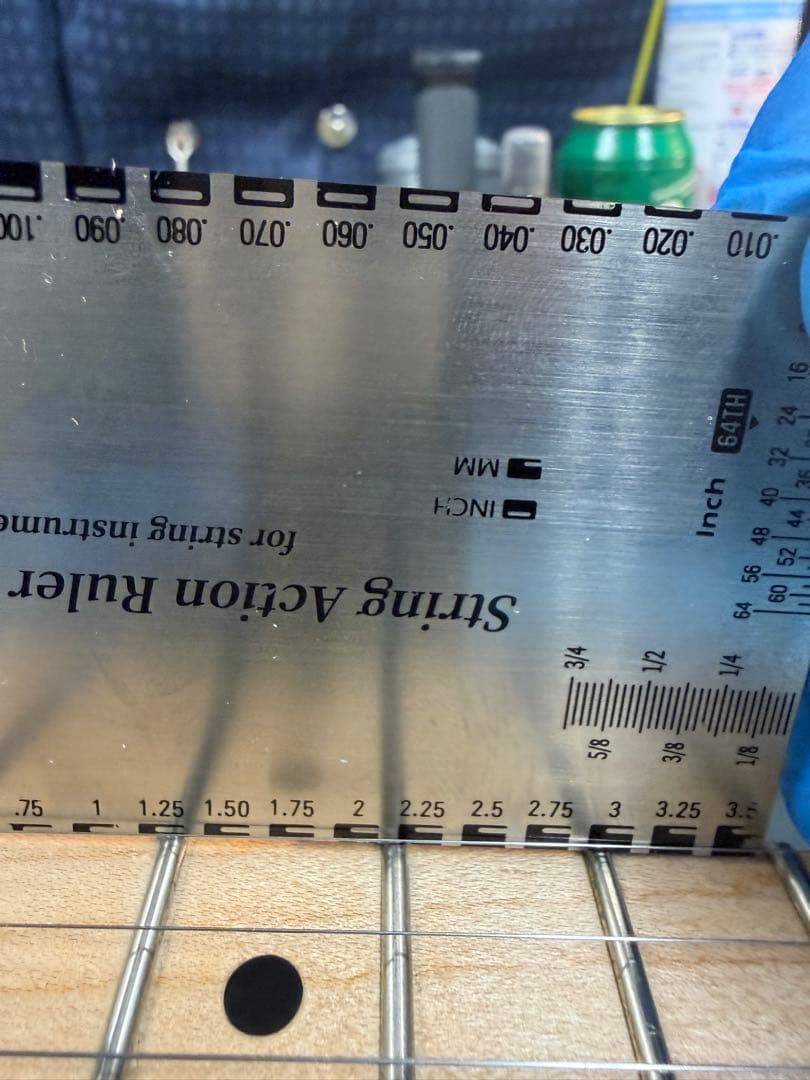 .75 1 1.25 1.50 1.75 2 2.25 2.5 2.75 3 3.25 3.5
String Action Ruler
for string
INCH
MM
.010 .020 .030 .040 .050 .060 .070 .080 .090 .100
Inch 64TH
64 56 48 40 32 24 16
60 52 44 36
3/4 1/2 1/4
5/8 3/8 1/8